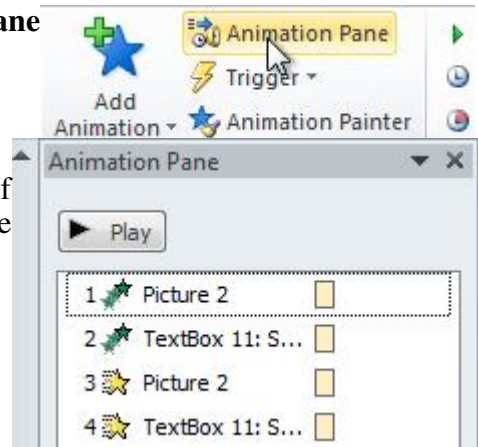 ane
Animation Pane
Trigger
Add
Animation
Animation Painter
Animation Pane
f
e
Play
1 Picture 2
2 TextBox 11: S...
3 Picture 2
4 TextBox 11: S...